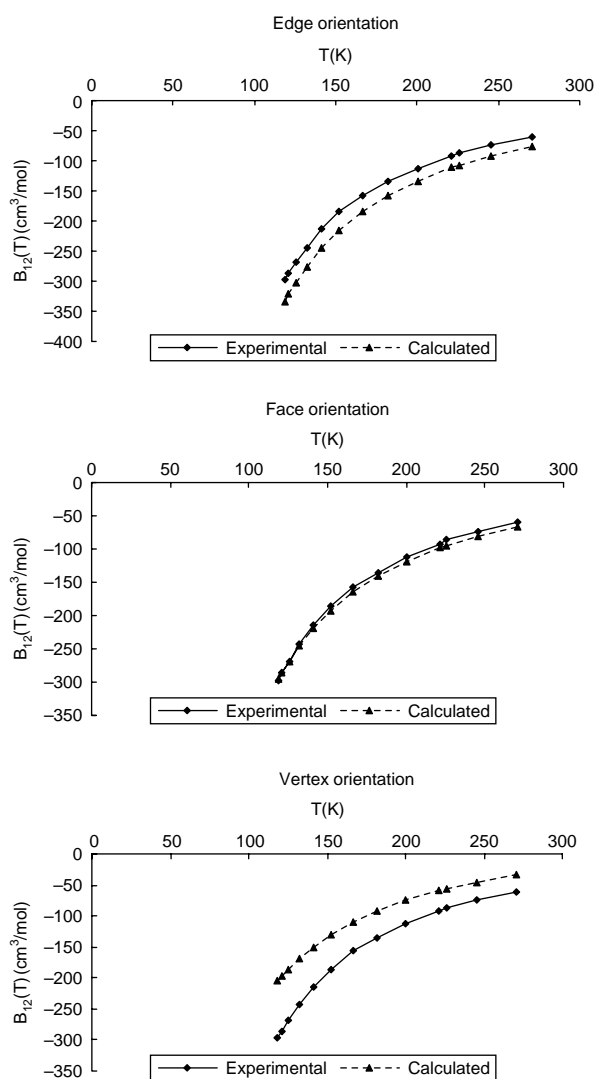 Edge orientation
T(K)
0 50 100 150 200 250 300
0
–50
–100
–150
–200
–250
–300
–350
–400
B12(T) (cm3/mol)
Experimental Calculated
Face orientation
T(K)
0 50 100 150 200 250 300
0
–50
–100
–150
–200
–250
–300
–350
B12(T) (cm3/mol)
Experimental Calculated
Vertex orientation
T(K)
0 50 100 150 200 250 300
0
–50
–100
–150
–200
–250
–300
–350
B12(T) (cm3/mol)
Experimental Calculated